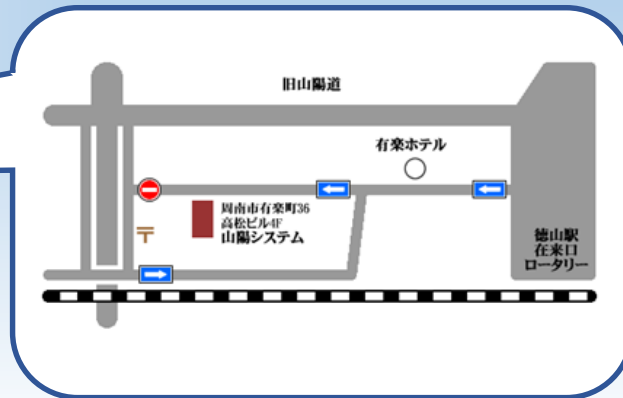 旧山陽道
有楽ホテル
周南市有楽町36
高松ビル4F
山陽システム
〒
徳山駅
在来口
ロータリー